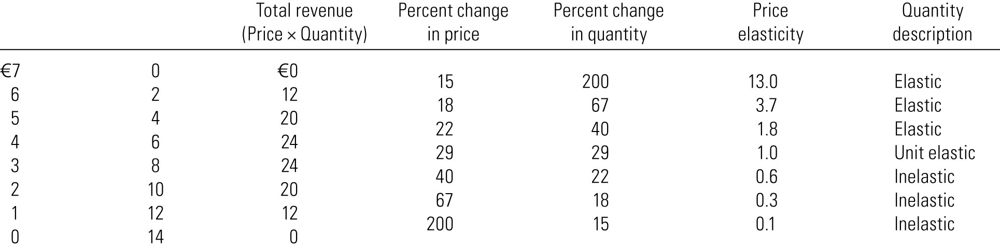 Total revenue Percent change Percent change Price Quantity
(Price × Quantity) in price in quantity elasticity description
€7 0 €0
15 200 13.0 Elastic
6 2 12
18 67 3.7 Elastic
5 4 20
22 40 1.8 Elastic
4 6 24
29 29 1.0 Unit elastic
3 8 24
40 22 0.6 Inelastic
2 10 20
67 18 0.3 Inelastic
1 12 12
200 15 0.1 Inelastic
0 14 0